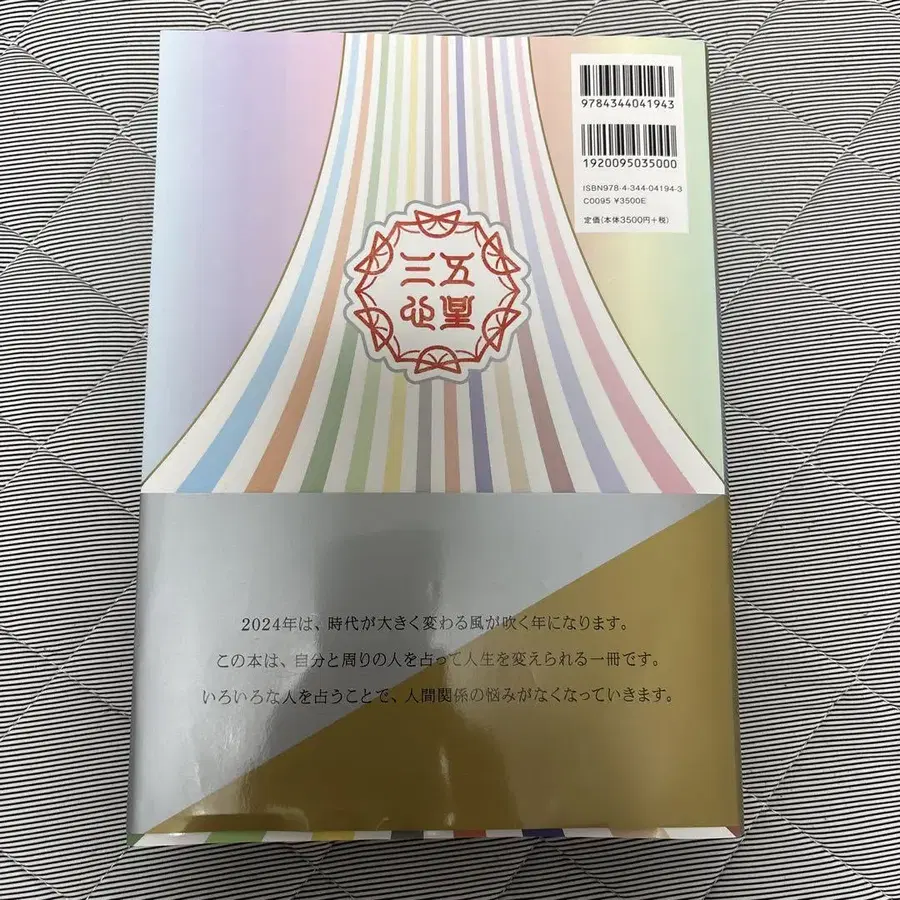 9784344041943
1920095035000
ISBN978-4-344-04194-3
C0095 ¥3500E
定価(本体3500円+税)
五星
三心
2024年は、時代が大きく変わる風が吹く年になります。
この本は、自分と周りの人を占って人生を変えられる一冊です。
いろいろな人を占うことで、人間関係の悩みがなくなっていきます。